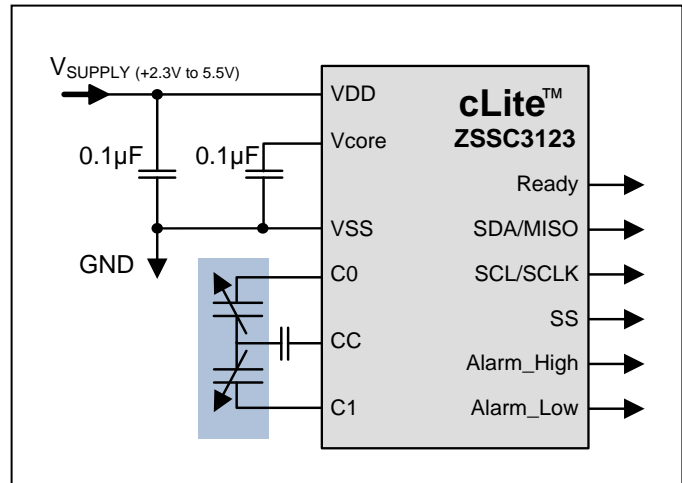 VSUPPLY (+2.3V to 5.5V)
0.1µF
0.1µF
GND
VDD
Vcore
VSS
C0
CC
C1
cLite™
ZSSC3123
Ready
SDA/MISO
SCL/SCLK
SS
Alarm_High
Alarm_Low